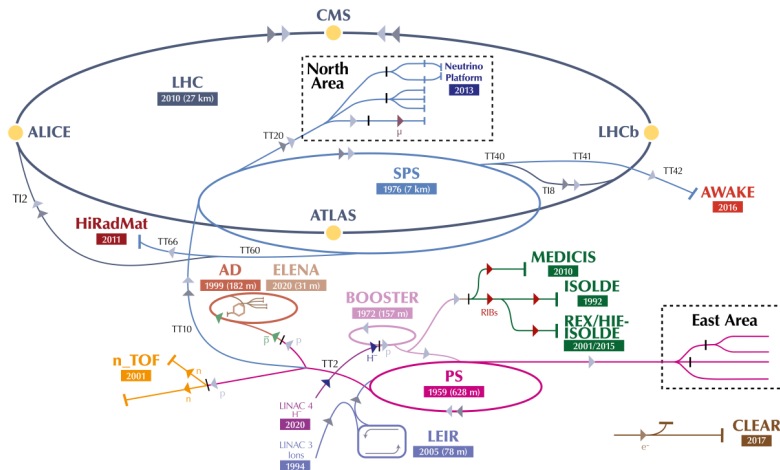 CMS
North
Area
Neutrino
Platform
2013
LHC
2010 (27 km)
μ
ALICE
LHCb
TT20
TT40
TT41
TT42
SPS
1976 (7 km)
TI8
TI2
AWAKE
2016
HiRadMat
2011
ATLAS
TT66
TT60
MEDICIS
2010
AD
1999 (182 m)
ELENA
2020 (31 m)
ISOLDE
1992
BOOSTER
1972 (157 m)
RIBs
REX/HIE-
ISOLDE
2001/2015
East Area
TT10
p
p
H⁻
p
n_TOF
2001
TT2
n
n
p
PS
1959 (628 m)
LINAC 4
H⁻
2020
LINAC 3
Ions
1994
LEIR
2005 (78 m)
CLEAR
2017
e⁻